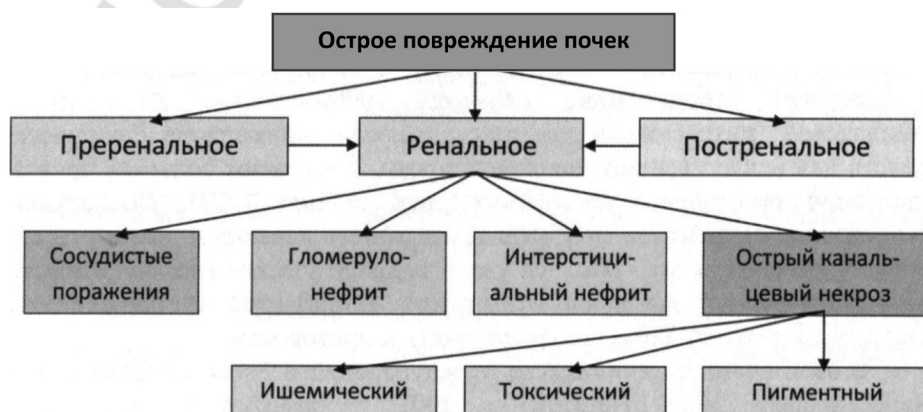 Острое повреждение почек
Преренальное
Ренальное
Постренальное
Сосудистые
поражения
Гломеруло-
нефрит
Интерстици-
альный нефрит
Острый каналь-
цевый некроз
Ишемический
Токсический
Пигментный